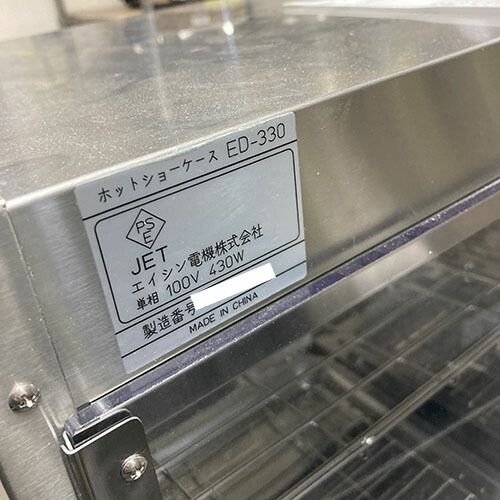 ホットショーケース ED-330
PS
E
JET
エイシン電機株式会社
単相 100V 430W
製造番号
MADE IN CHINA